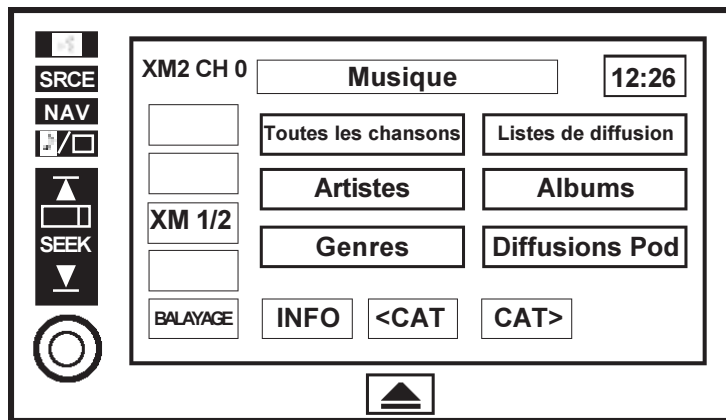 SRCE
NAV
SEEK
XM2 CH 0
Musique
12:26
Toutes les chansons
Listes de diffusion
Artistes
Albums
XM 1/2
Genres
Diffusions Pod
BALAYAGE
INFO
<CAT
CAT>